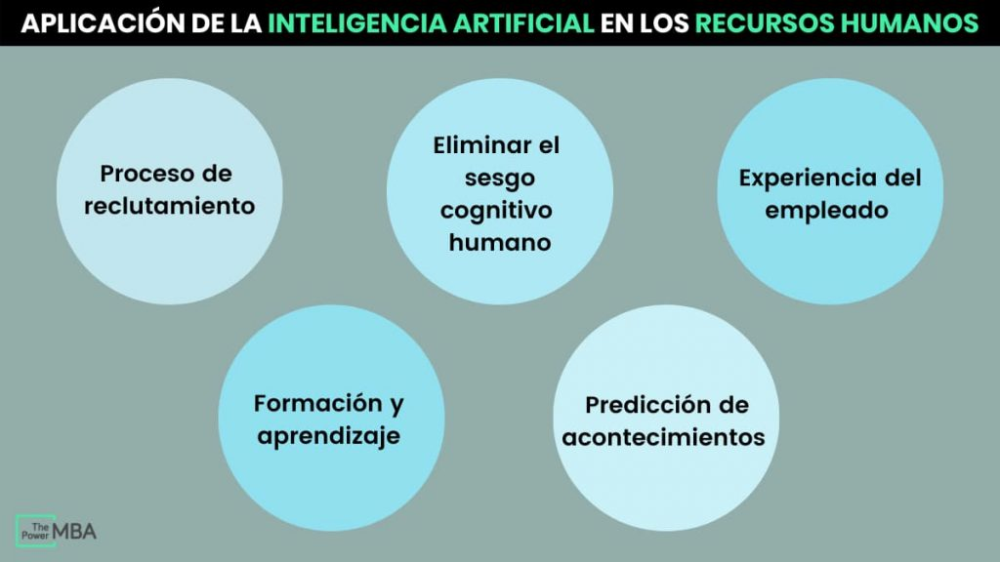 APLICACIÓN DE LA INTELIGENCIA ARTIFICIAL EN LOS RECURSOS HUMANOS
Proceso de
reclutamiento
Eliminar el
sesgo
cognitivo
humano
Experiencia del
empleado
Formación y
aprendizaje
Predicción de
acontecimientos
The
Power MBA